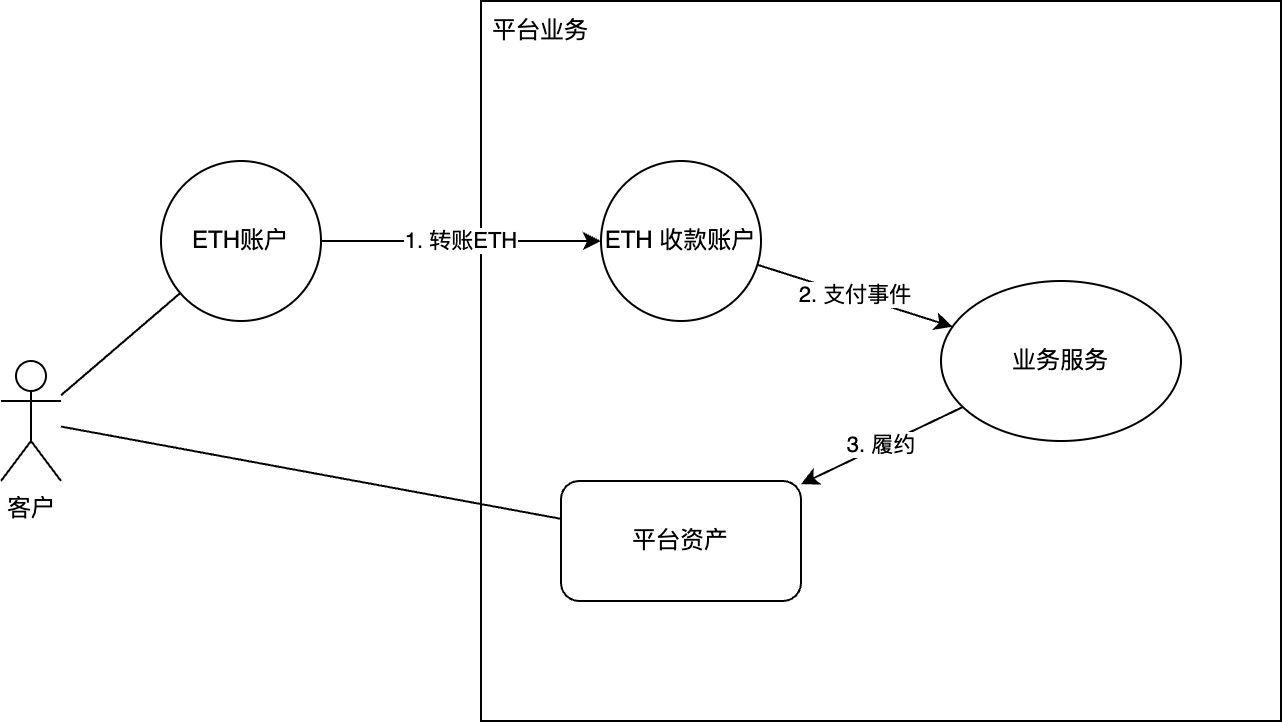 平台业务
ETH账户
1. 转账ETH
ETH 收款账户
2. 支付事件
业务服务
3. 履约
客户
平台资产